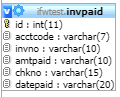 ifwtest.invpaid
id : int(11)
acctcode : varchar(7)
invno : varchar(10)
amtpaid : varchar(10)
chkno : varchar(15)
datepaid : varchar(20)